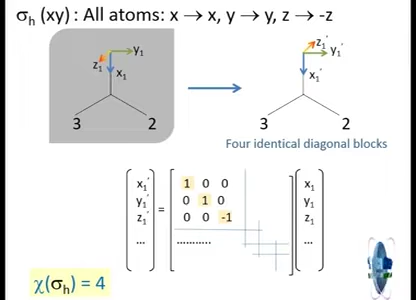 σh (xy) : All atoms: x → x, y → y, z → -z
y1
z1
x1
3 2
z1'
y1'
x1'
3 2
Four identical diagonal blocks
x1' 1 0 0 x1
y1' = 0 1 0 y1
z1' 0 0 -1 z1
... ........... ...
χ(σh) = 4